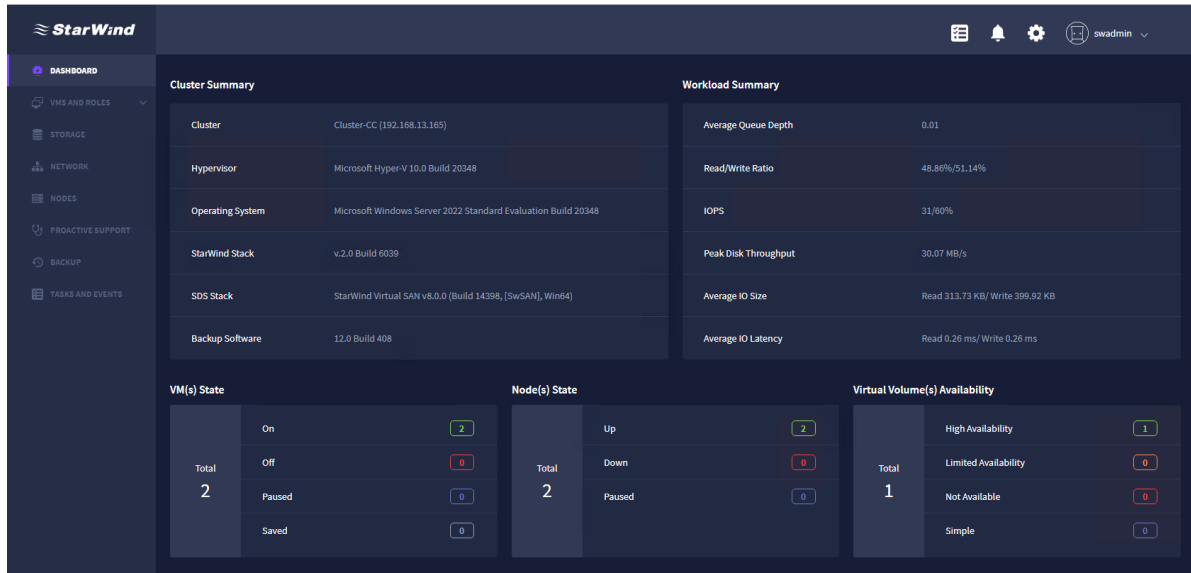 StarWind
swadmin
DASHBOARD
VMS AND ROLES
STORAGE
NETWORK
NODES
PROACTIVE SUPPORT
BACKUP
TASKS AND EVENTS
Cluster Summary
Cluster Cluster-CC (192.168.13.165)
Hypervisor Microsoft Hyper-V 10.0 Build 20348
Operating System Microsoft Windows Server 2022 Standard Evaluation Build 20348
StarWind Stack v.2.0 Build 6039
SDS Stack StarWind Virtual SAN v8.0.0 (Build 14398, [SwSAN], Win64)
Backup Software 12.0 Build 408
Workload Summary
Average Queue Depth 0.01
Read/Write Ratio 48.86%/51.14%
IOPS 31/60%
Peak Disk Throughput 30.07 MB/s
Average IO Size Read 313.73 KB/ Write 399.92 KB
Average IO Latency Read 0.26 ms/ Write 0.26 ms
VM(s) State
Total
2
On 2
Off 0
Paused 0
Saved 0
Node(s) State
Total
2
Up 2
Down 0
Paused 0
Virtual Volume(s) Availability
Total
1
High Availability 1
Limited Availability 0
Not Available 0
Simple 0